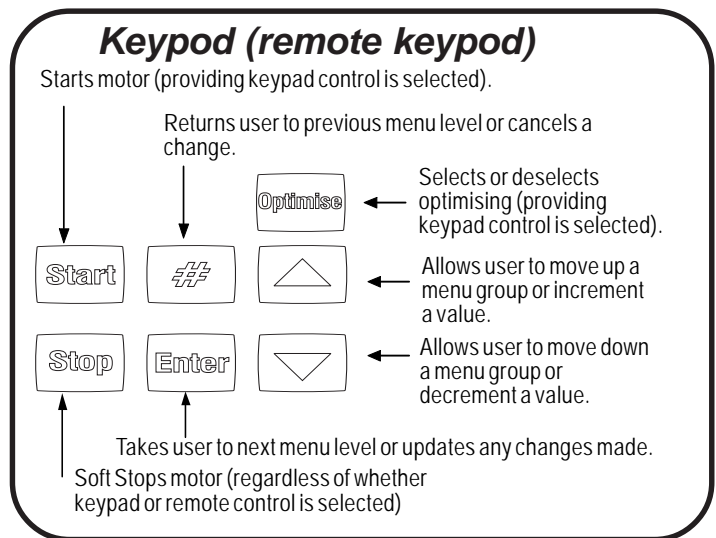 Keypod (remote keypod)
Starts motor (providing keypad control is selected).
Returns user to previous menu level or cancels a
change.
Optimise
Selects or deselects
optimising (providing
keypad control is selected).
Start
#
Allows user to move up a
menu group or increment
a value.
Stop
Enter
Allows user to move down
a menu group or
decrement a value.
Takes user to next menu level or updates any changes made.
Soft Stops motor (regardless of whether
keypad or remote control is selected)